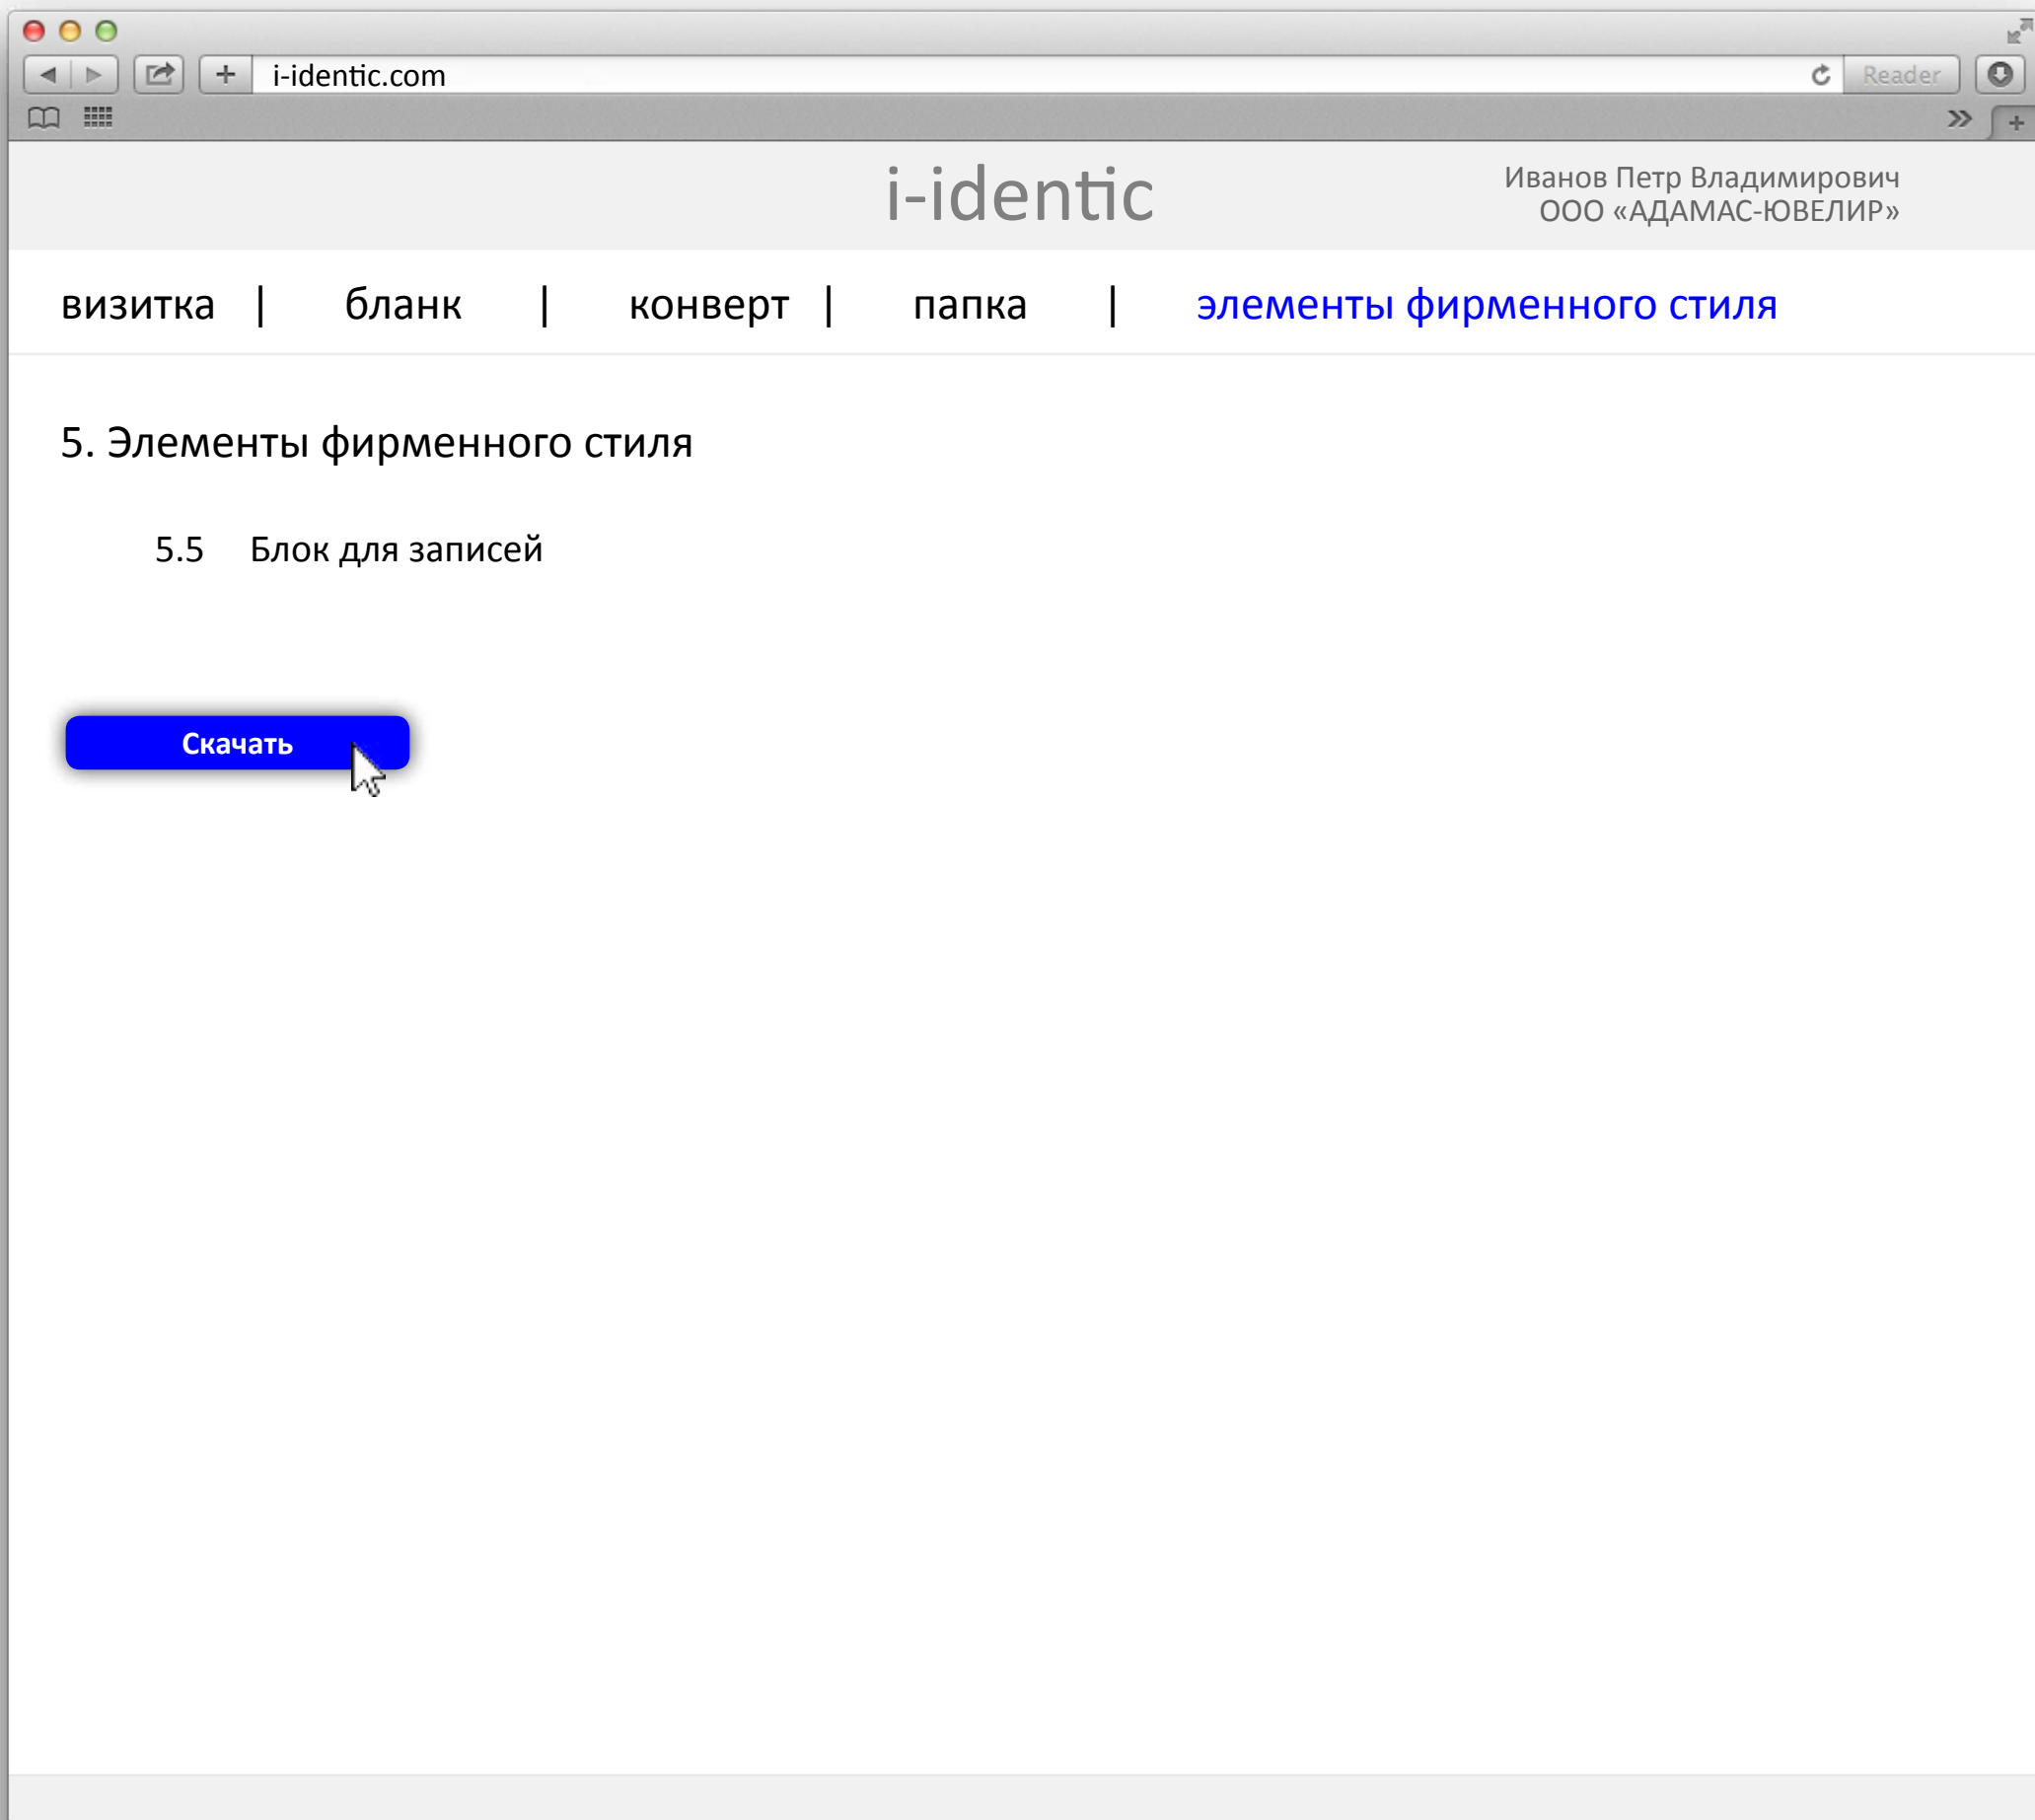 i-identic.com
Reader
i-identic
Иванов Петр Владимирович
ООО «АДАМАС-ЮВЕЛИР»
визитка | бланк | конверт | папка | элементы фирменного стиля
5. Элементы фирменного стиля
5.5 Блок для записей
Скачать